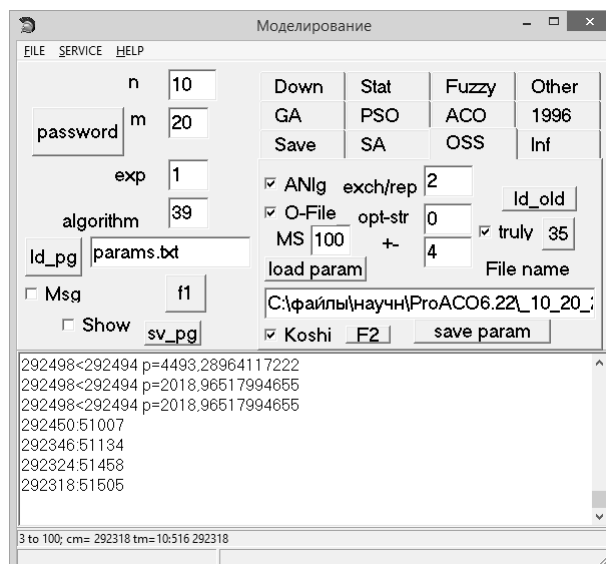 Моделирование
FILE SERVICE HELP
n 10
password m 20
exp 1
algorithm 39
ld_pg params.txt
Msg f1
Show sv_pg
Down Stat Fuzzy Other
GA PSO ACO 1996
Save SA OSS Inf
ANlg exch/rep 2 ld_old
O-File opt-str 0 truly 35
MS 100 +- 4
load param File name
C:\файлы\научн\ProACO6.22\_10_20_2
Koshi F2 save param
292498<292494 p=4493,28964117222
292498<292494 p=2018,96517994655
292498<292494 p=2018,96517994655
292450:51007
292346:51134
292324:51458
292318:51505
3 to 100; cm= 292318 tm=10:516 292318